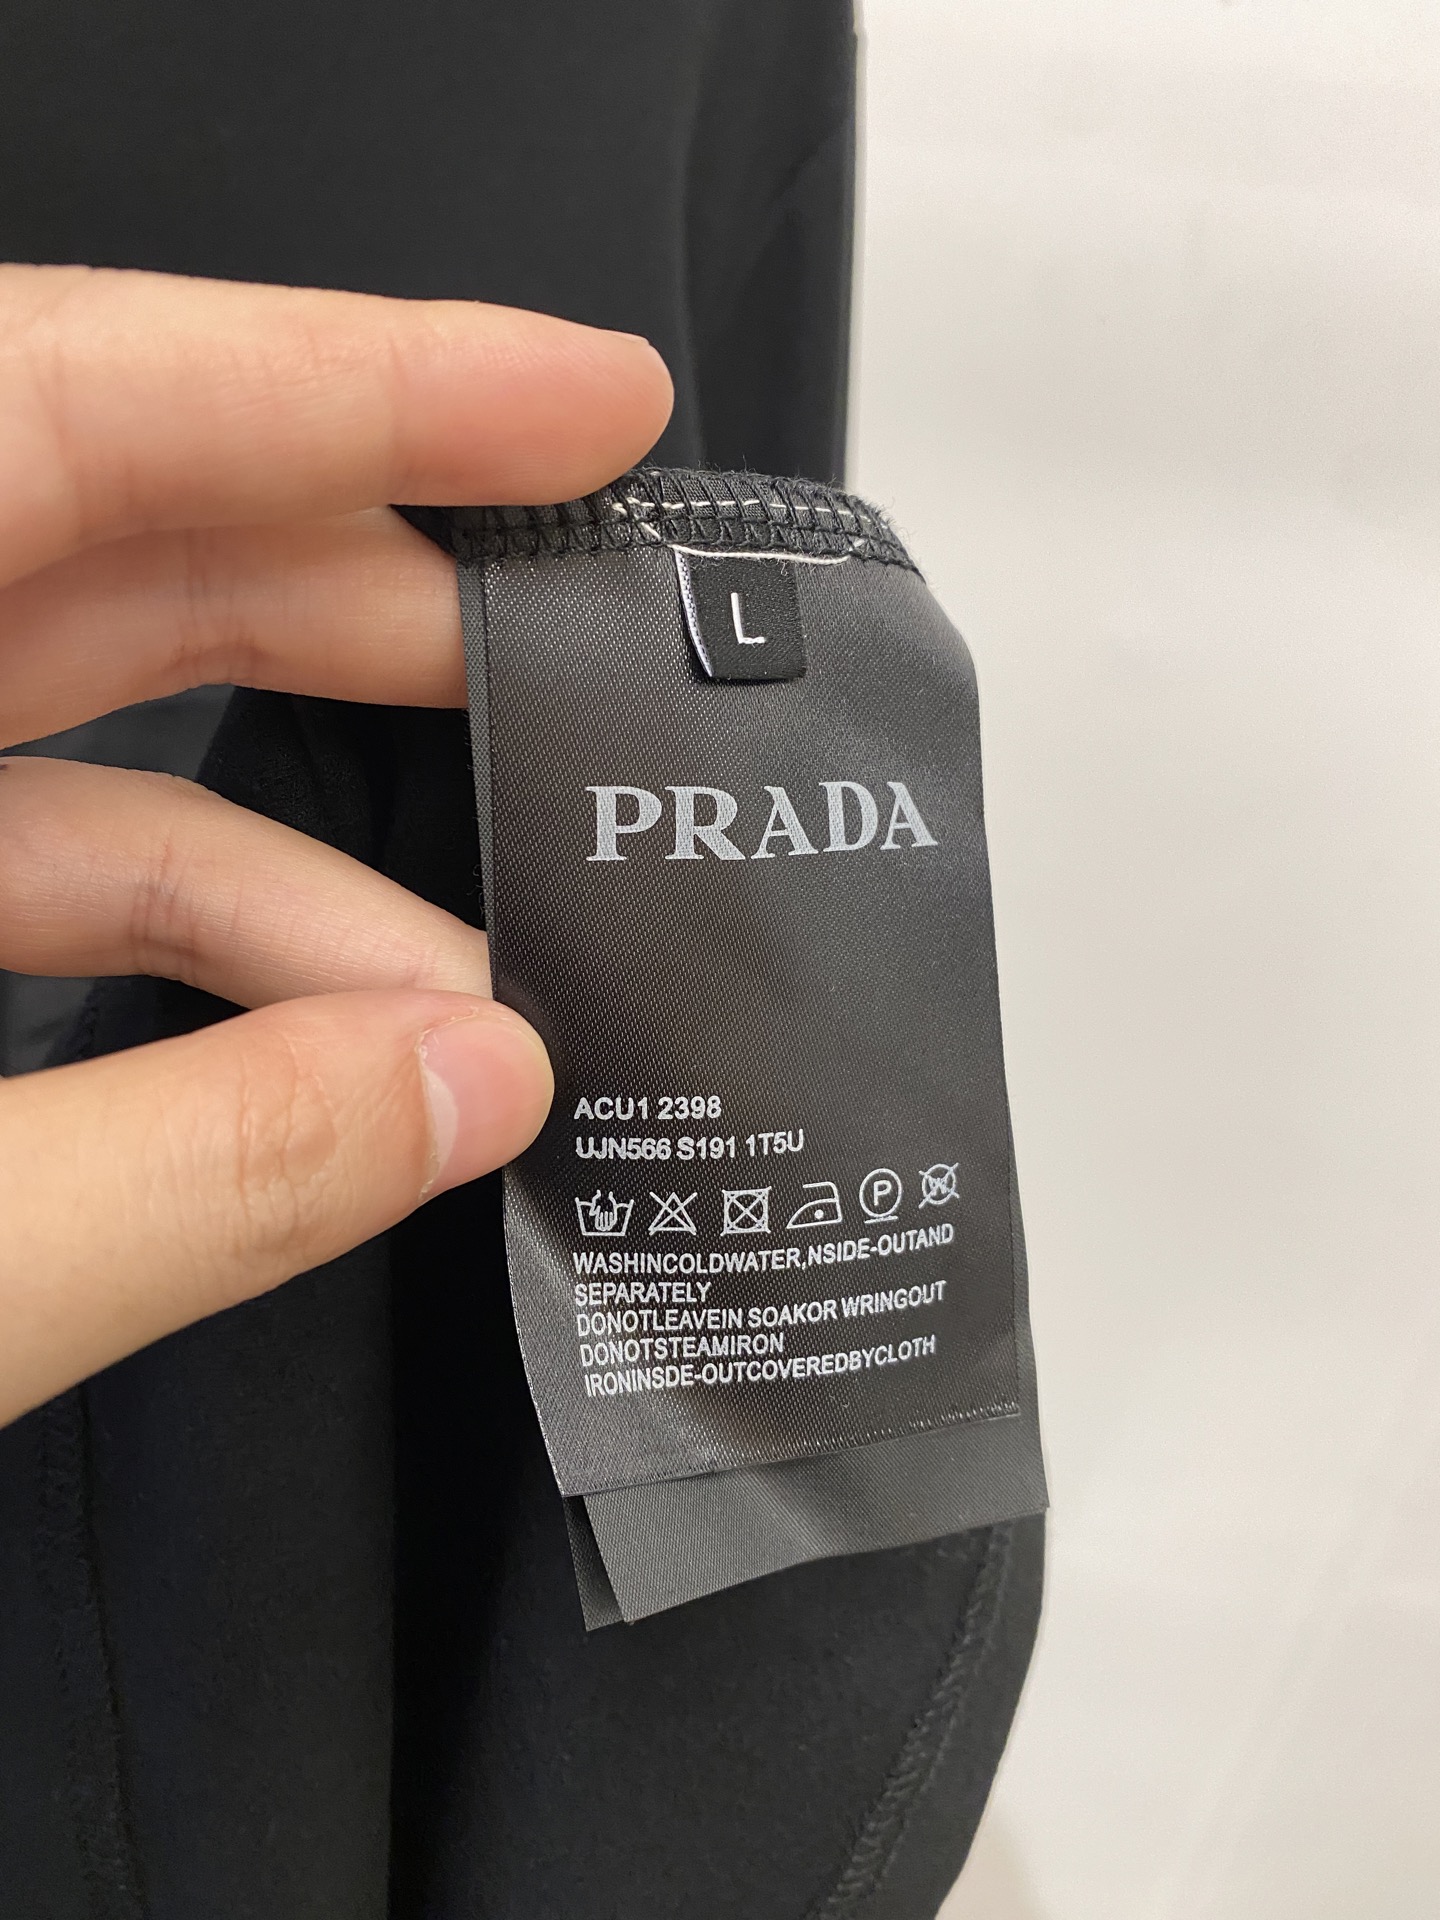 L
PRADA
ACU1 2398
UJN566 S191 1T5U
P
W
WASHINCOLDWATER,NSIDE-OUTAND
SEPARATELY
DONOTLEAVEIN SOAKOR WRINGOUT
DONOTSTEAMIRON
IRONINSDE-OUTCOVEREDBYCLOTH